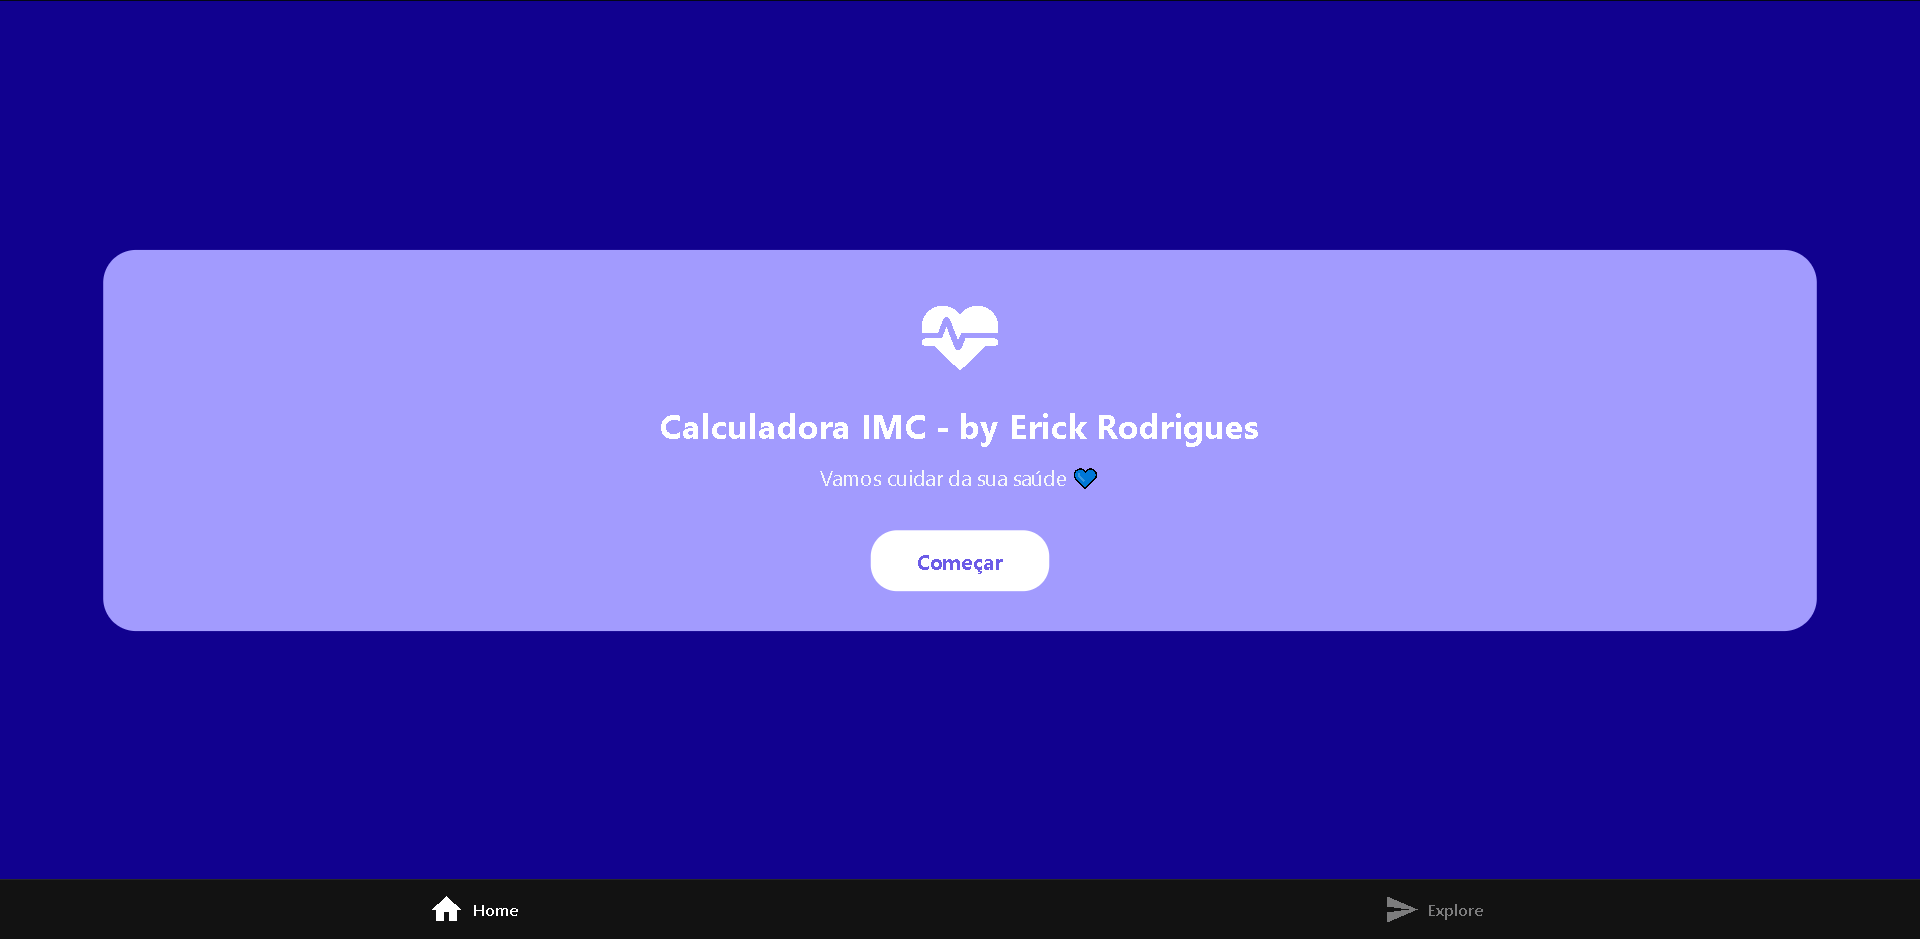 Calculadora IMC - by Erick Rodrigues
Vamos cuidar da sua saúde 💙
Começar
Home
Explore